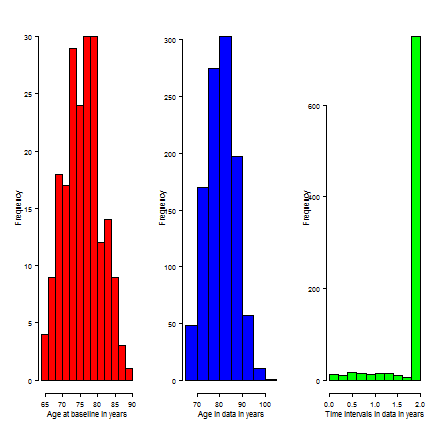 30
25
20
15
10
5
0
Frequency
65 70 75 80 85 90
Age at baseline in years
300
250
200
150
100
50
0
Frequency
70 80 90 100
Age in data in years
600
400
200
0
Frequency
0.0 0.5 1.0 1.5 2.0
Time intervals in data in years